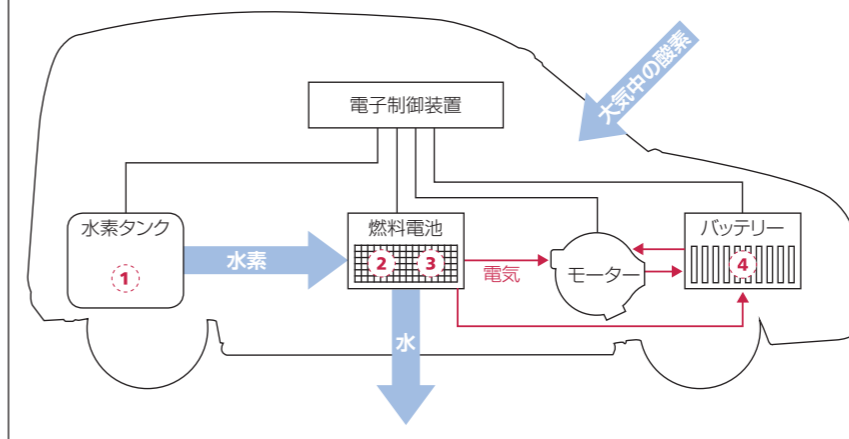 大気中の酸素
電子制御装置
水素タンク
1
水素
燃料電池
2
3
電気
モーター
バッテリー
4
水